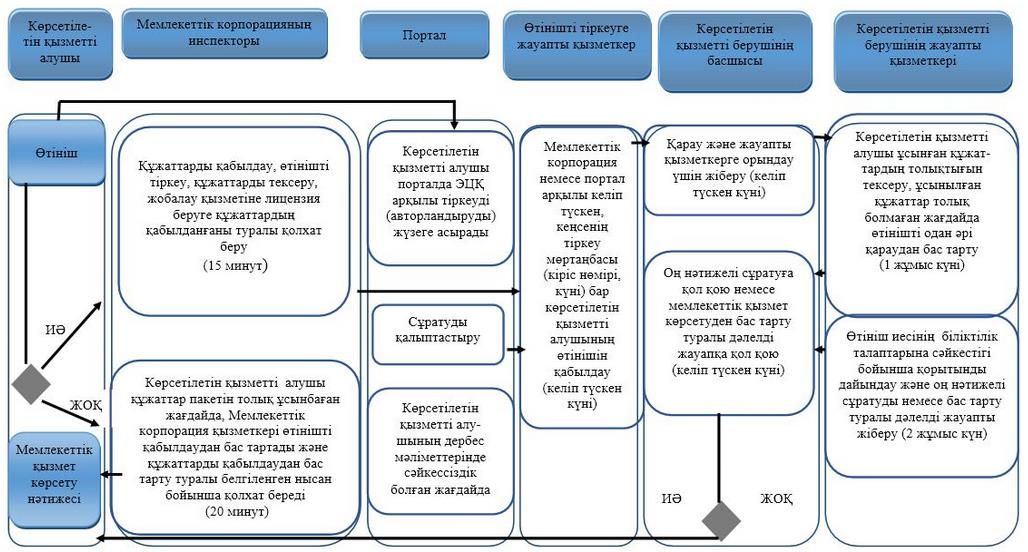 Көрсетіле-
тін қызметті
алушы
Мемлекеттік корпорацияның
инспекторы
Портал
Өтінішті тіркеуге
жауапты қызметкер
Көрсетілетін
қызметті берушінің
басшысы
Көрсетілетін қызметті
берушінің жауапты
қызметкері
Өтініш
ИӘ
ЖОҚ
Мемлекеттік
қызмет
көрсету
нәтижесі
Құжаттарды қабылдау, өтінішті
тіркеу, құжаттарды тексеру,
жобалау қызметіне лицензия
беруге құжаттардың
қабылданғаны туралы қолхат
беру
(15 минут)
Көрсетілетін қызметті алушы
құжаттар пакетін толық ұсынбаған
жағдайда, Мемлекеттік
корпорация қызметкері өтінішті
қабылдаудан бас тартады және
құжаттарды қабылдаудан бас
тарту туралы белгіленген нысан
бойынша қолхат береді
(20 минут)
Көрсетілетін
қызметті алушы
порталда ЭЦҚ
арқылы тіркеуді
(авторландыруды)
жүзеге асырады
Сұратуды
қалыптастыру
Көрсетілетін
қызметті алу-
шының дербес
мәліметтерінде
сәйкессіздік
болған жағдайда
Мемлекеттік
корпорация
немесе портал
арқылы келіп
түскен,
кеңсенің
тіркеу
мөртаңбасы
(кіріс нөмірі,
күні) бар
көрсетілетін
қызметті
алушының
өтінішін
қабылдау
(келіп түскен
күні)
Қарау және жауапты
қызметкерге орындау
үшін жіберу (келіп
түскен күні)
Оң нәтижелі сұратуға
қол қою немесе
мемлекеттік қызмет
көрсетуден бас тарту
туралы дәлелді
жауапқа қол қою
(келіп түскен күні)
ИӘ
ЖОҚ
Көрсетілетін қызметті
алушы ұсынған құжат-
тардың толықтығын
тексеру, ұсынылған
құжаттар толық
болмаған жағдайда
өтінішті одан әрі
қараудан бас тарту
(1 жұмыс күні)
Өтініш иесінің біліктілік
талаптарына сәйкестігі
бойынша қорытынды
дайындау және оң нәтижелі
сұратуды немесе бас тарту
туралы дәлелді жауапты
жіберу (2 жұмыс күн)